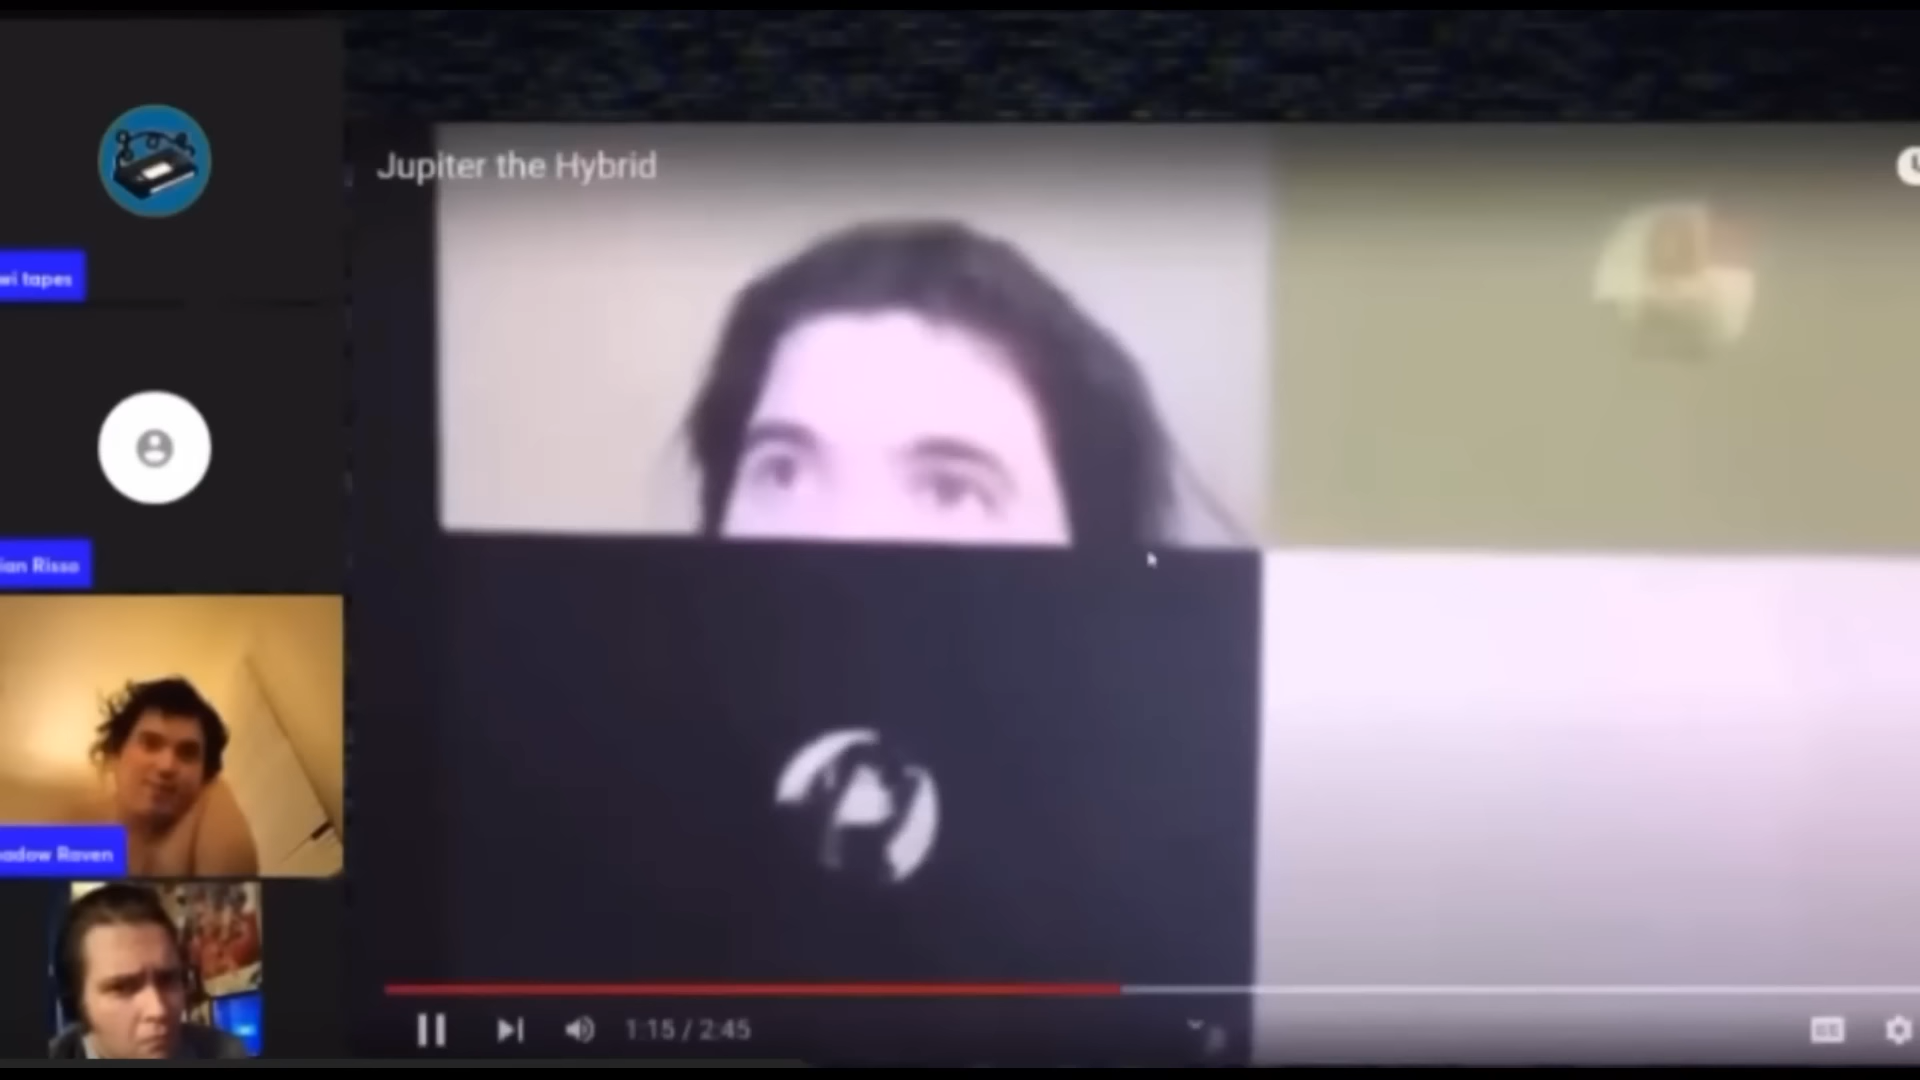 wi tapes
Jupiter the Hybrid
ian Risso
adow Raven
1:15 / 2:45